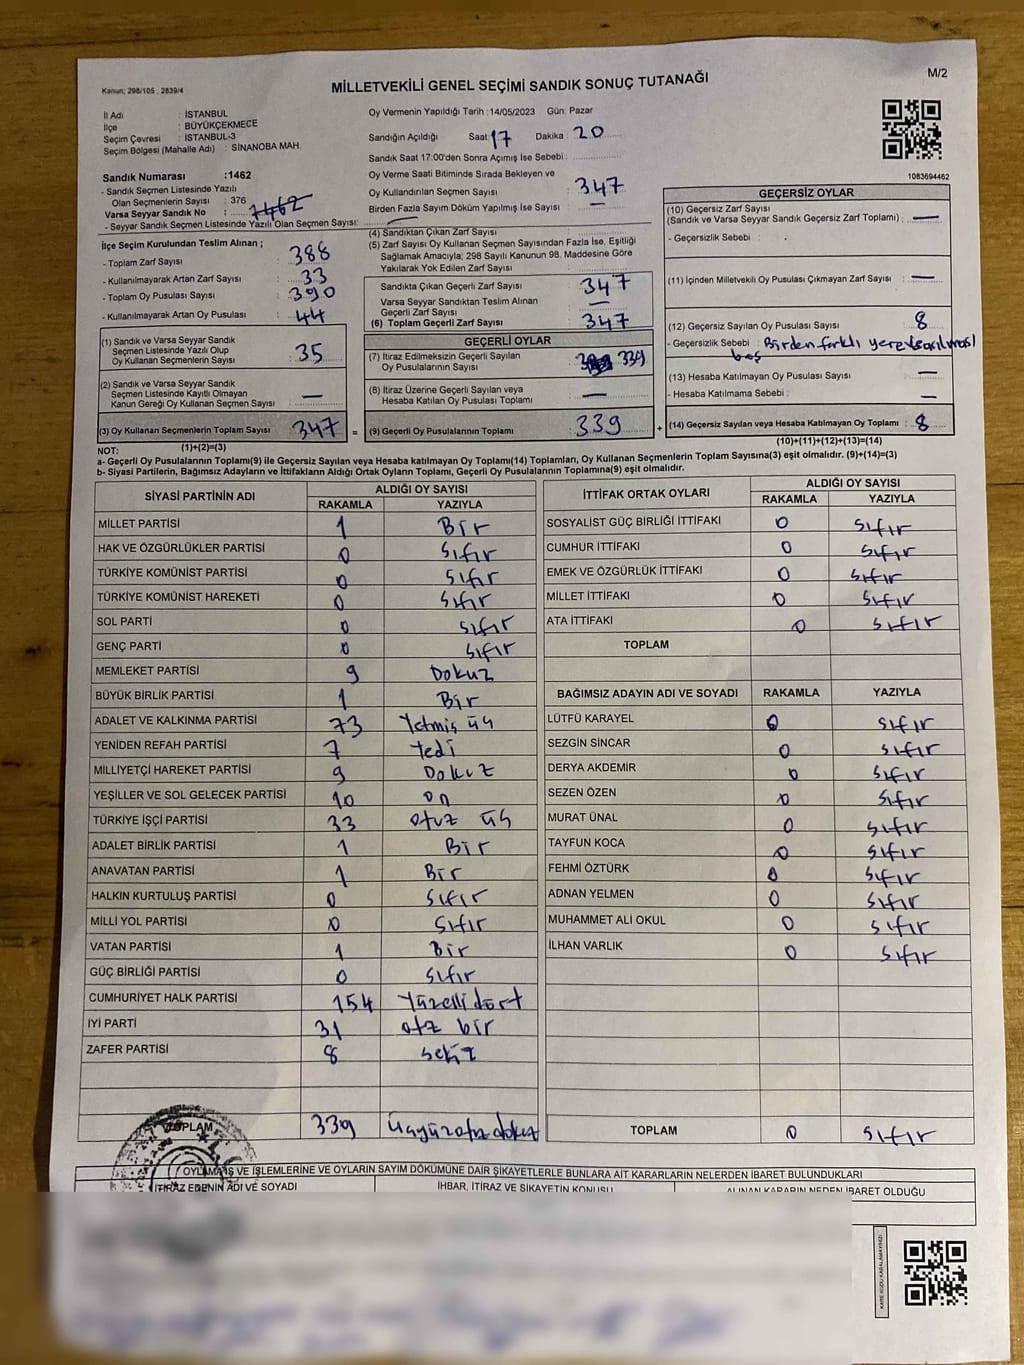 M/2
Kanun; 298/105 , 2839/4
MİLLETVEKİLİ GENEL SEÇİMİ SANDIK SONUÇ TUTANAĞI
İl Adı : İSTANBUL
İlçe : BÜYÜKÇEKMECE
Seçim Çevresi : İSTANBUL-3
Seçim Bölgesi (Mahalle Adı) : SİNANOBA MAH.
Sandık Numarası :1462
- Sandık Seçmen Listesinde Yazılı
Olan Seçmenlerin Sayısı : 376
Varsa Seyyar Sandık No : 1462
- Seyyar Sandık Seçmen Listesinde Yazılı Olan Seçmen Sayısı:
İlçe Seçim Kurulundan Teslim Alınan ;
- Toplam Zarf Sayısı : 388
- Kullanılmayarak Artan Zarf Sayısı : 33
- Toplam Oy Pusulası Sayısı : 390
- Kullanılmayarak Artan Oy Pusulası : 44
(1) Sandık ve Varsa Seyyar Sandık
Seçmen Listesinde Yazılı Olup
Oy Kullanan Seçmenlerin Sayısı : 35
(2) Sandık ve Varsa Seyyar Sandık
Seçmen Listesinde Kayıtlı Olmayan
Kanun Gereği Oy Kullanan Seçmen Sayısı : —
(3) Oy Kullanan Seçmenlerin Toplam Sayısı : 347
(1)+(2)=(3)
Oy Vermenin Yapıldığı Tarih :14/05/2023 Gün: Pazar
Sandığın Açıldığı Saat: 17 Dakika : 20
Sandık Saat 17:00'den Sonra Açımış İse Sebebi :
Oy Verme Saati Bitiminde Sırada Bekleyen ve
Oy Kullandırılan Seçmen Sayısı : 347
Birden Fazla Sayım Döküm Yapılmış İse Sayısı : —
(4) Sandıktan Çıkan Zarf Sayısı
(5) Zarf Sayısı Oy Kullanan Seçmen Sayısından Fazla İse, Eşitliği
Sağlamak Amacıyla; 298 Sayılı Kanunun 98. Maddesine Göre
Yakılarak Yok Edilen Zarf Sayısı :
Sandıkta Çıkan Geçerli Zarf Sayısı : 347
Varsa Seyyar Sandıktan Teslim Alınan
Geçerli Zarf Sayısı : —
(6) Toplam Geçerli Zarf Sayısı : 347
GEÇERLİ OYLAR
(7) İtiraz Edilmeksizin Geçerli Sayılan
Oy Pusulalarının Sayısı : 339
(8) İtiraz Üzerine Geçerli Sayılan veya
Hesaba Katılan Oy Pusulası Toplamı : —
= (9) Geçerli Oy Pusulalarının Toplamı : 339 +
1083694462
GEÇERSİZ OYLAR
(10) Geçersiz Zarf Sayısı
(Sandık ve Varsa Seyyar Sandık Geçersiz Zarf Toplamı) : —
- Geçersizlik Sebebi :
(11) İçinden Milletvekili Oy Pusulası Çıkmayan Zarf Sayısı : —
(12) Geçersiz Sayılan Oy Pusulası Sayısı : 8
- Geçersizlik Sebebi : Birden farklı yere basılması
boş
(13) Hesaba Katılmayan Oy Pusulası Sayısı : —
- Hesaba Katılmama Sebebi : —
(14) Geçersiz Sayılan veya Hesaba Katılmayan Oy Toplamı : 8
(10)+(11)+(12)+(13)=(14)
NOT:
a- Geçerli Oy Pusulalarının Toplamı(9) ile Geçersiz Sayılan veya Hesaba katılmayan Oy Toplamı(14) Toplamları, Oy Kullanan Seçmenlerin Toplam Sayısına(3) eşit olmalıdır. (9)+(14)=(3)
b- Siyasi Partilerin, Bağımsız Adayların ve İttifakların Aldığı Ortak Oyların Toplamı, Geçerli Oy Pusulalarının Toplamına(9) eşit olmalıdır.
SİYASİ PARTİNİN ADI ALDIĞI OY SAYISI
RAKAMLA YAZIYLA
MİLLET PARTİSİ 1 Bir
HAK VE ÖZGÜRLÜKLER PARTİSİ 0 Sıfır
TÜRKİYE KOMÜNİST PARTİSİ 0 Sıfır
TÜRKİYE KOMÜNİST HAREKETİ 0 Sıfır
SOL PARTİ 0 Sıfır
GENÇ PARTİ 0 Sıfır
MEMLEKET PARTİSİ 9 Dokuz
BÜYÜK BİRLİK PARTİSİ 1 Bir
ADALET VE KALKINMA PARTİSİ 73 Yetmiş üç
YENİDEN REFAH PARTİSİ 7 Yedi
MİLLİYETÇİ HAREKET PARTİSİ 9 Dokuz
YEŞİLLER VE SOL GELECEK PARTİSİ 10 on
TÜRKİYE İŞÇİ PARTİSİ 33 otuz üç
ADALET BİRLİK PARTİSİ 1 Bir
ANAVATAN PARTİSİ 1 Bir
HALKIN KURTULUŞ PARTİSİ 0 Sıfır
MİLLİ YOL PARTİSİ 0 Sıfır
VATAN PARTİSİ 1 Bir
GÜÇ BİRLİĞİ PARTİSİ 0 Sıfır
CUMHURİYET HALK PARTİSİ 154 Yüzelli dört
İYİ PARTİ 31 otz bir
ZAFER PARTİSİ 8 sekiz
TOPLAM 339 Üçyüzotz dokuz
İTTİFAK ORTAK OYLARI ALDIĞI OY SAYISI
RAKAMLA YAZIYLA
SOSYALİST GÜÇ BİRLİĞİ İTTİFAKI 0 Sıfır
CUMHUR İTTİFAKI 0 Sıfır
EMEK VE ÖZGÜRLÜK İTTİFAKI 0 Sıfır
MİLLET İTTİFAKI 0 Sıfır
ATA İTTİFAKI 0 Sıfır
TOPLAM
BAĞIMSIZ ADAYIN ADI VE SOYADI RAKAMLA YAZIYLA
LÜTFÜ KARAYEL 0 Sıfır
SEZGİN SİNCAR 0 Sıfır
DERYA AKDEMİR 0 Sıfır
SEZEN ÖZEN 0 Sıfır
MURAT ÜNAL 0 Sıfır
TAYFUN KOCA 0 Sıfır
FEHMİ ÖZTÜRK 0 Sıfır
ADNAN YELMEN 0 Sıfır
MUHAMMET ALİ OKUL 0 Sıfır
İLHAN VARLIK 0 Sıfır
TOPLAM 0 Sıfır
OYLAMA İŞ VE İŞLEMLERİNE VE OYLARIN SAYIM DÖKÜMÜNE DAİR ŞİKAYETLERLE BUNLARA AİT KARARLARIN NELERDEN İBARET BULUNDUKLARI
İTİRAZ EDENİN ADI VE SOYADI İHBAR, İTİRAZ VE ŞİKAYETİN KONUSU ALINAN KARARIN NEDEN İBARET OLDUĞU